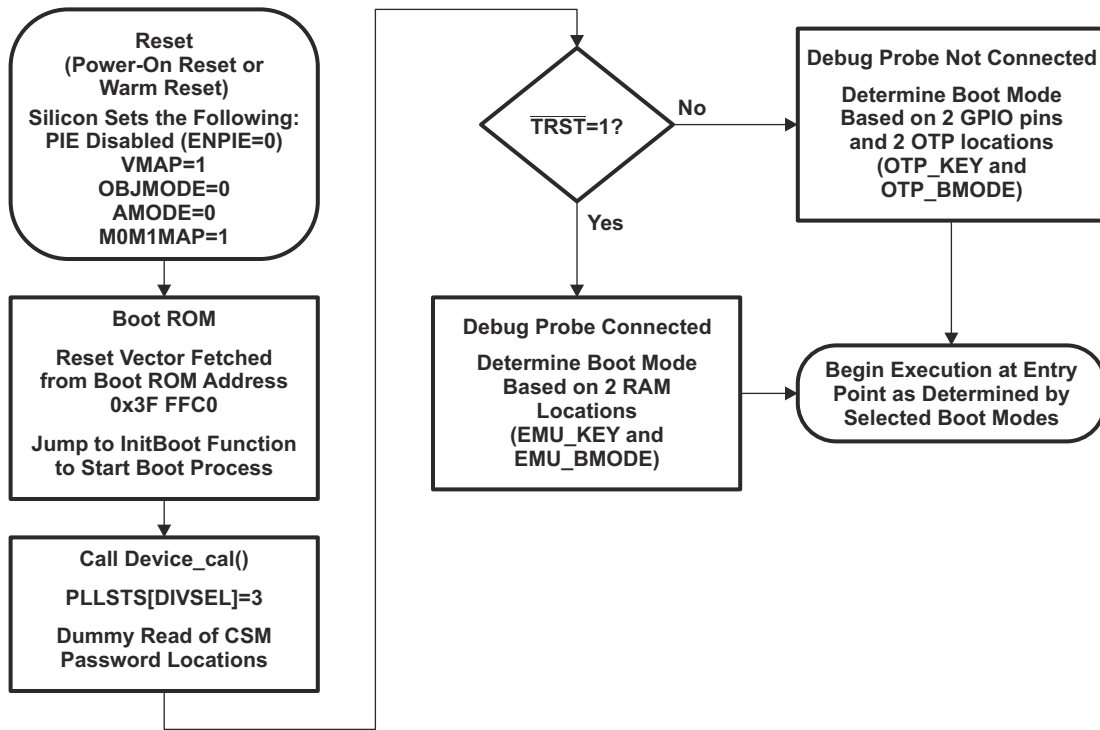 Reset
(Power-On Reset or
Warm Reset)
Silicon Sets the Following:
PIE Disabled (ENPIE=0)
VMAP=1
OBJMODE=0
AMODE=0
M0M1MAP=1
Boot ROM
Reset Vector Fetched
from Boot ROM Address
0x3F FFC0
Jump to InitBoot Function
to Start Boot Process
Call Device_cal()
PLLSTS[DIVSEL]=3
Dummy Read of CSM
Password Locations
T̅R̅S̅T̅=1?
No
Yes
Debug Probe Not Connected
Determine Boot Mode
Based on 2 GPIO pins
and 2 OTP locations
(OTP_KEY and
OTP_BMODE)
Debug Probe Connected
Determine Boot Mode
Based on 2 RAM
Locations
(EMU_KEY and
EMU_BMODE)
Begin Execution at Entry
Point as Determined by
Selected Boot Modes